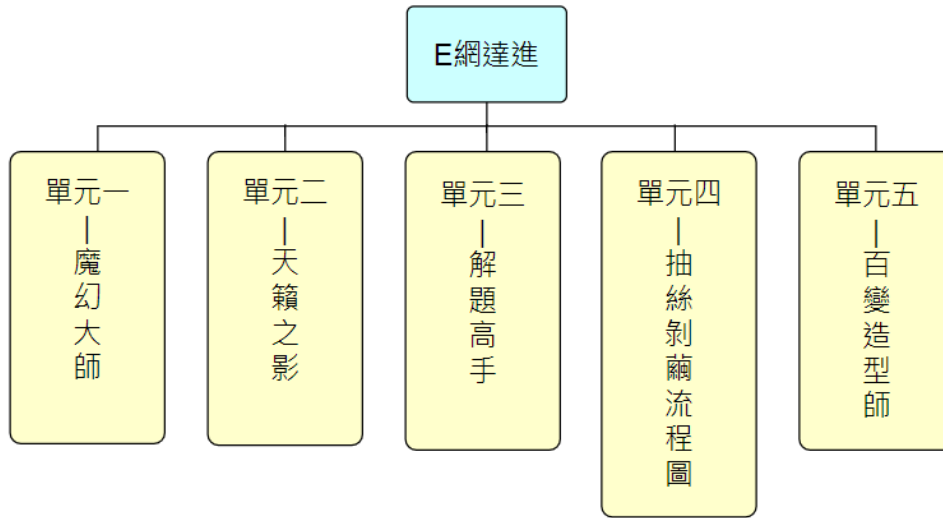 E網達進
單元一
|
魔幻大師
單元二
|
天籟之影
單元三
|
解題高手
單元四
|
抽絲剝繭流程圖
單元五
|
百變造型師